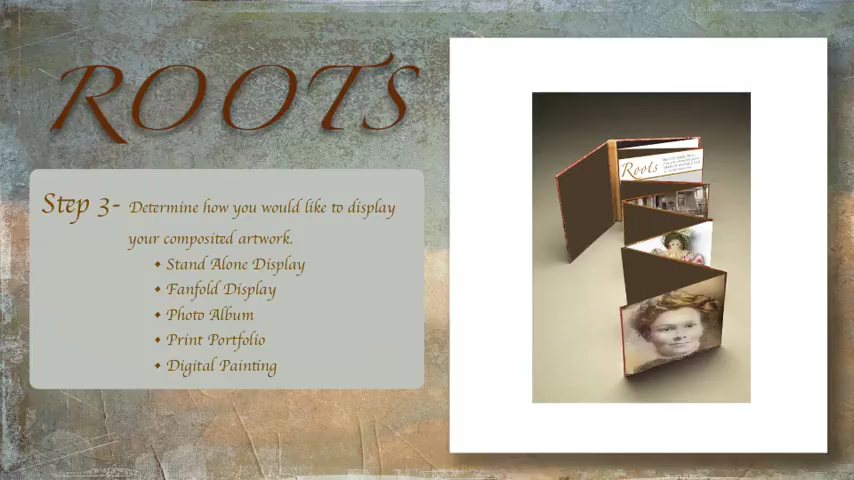 ROOTS
Step 3- Determine how you would like to display
your composited artwork.
• Stand Alone Display
• Fanfold Display
• Photo Album
• Print Portfolio
• Digital Painting
Roots